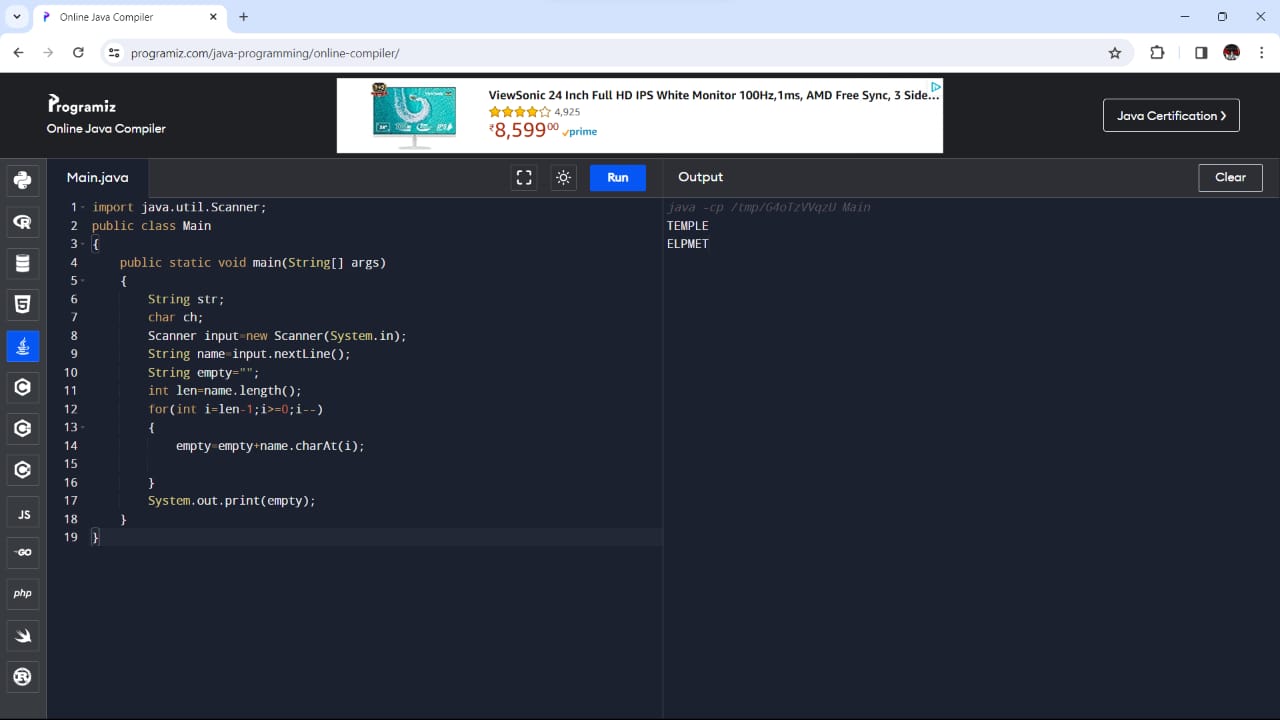 Online Java Compiler
programiz.com/java-programming/online-compiler/
Programiz
Online Java Compiler
ViewSonic 24 Inch Full HD IPS White Monitor 100Hz,1ms, AMD Free Sync, 3 Side...
4,925
₹8,59900 prime
Java Certification ❯
Main.java
Run
Output
Clear
1 import java.util.Scanner;
2 public class Main
3 {
4 public static void main(String[] args)
5 {
6 String str;
7 char ch;
8 Scanner input=new Scanner(System.in);
9 String name=input.nextLine();
10 String empty="";
11 int len=name.length();
12 for(int i=len-1;i>=0;i--)
13 {
14 empty=empty+name.charAt(i);
15
16 }
17 System.out.print(empty);
18 }
19 }
java -cp /tmp/G4oTzVVqzU Main
TEMPLE
ELPMET
JS
GO
php